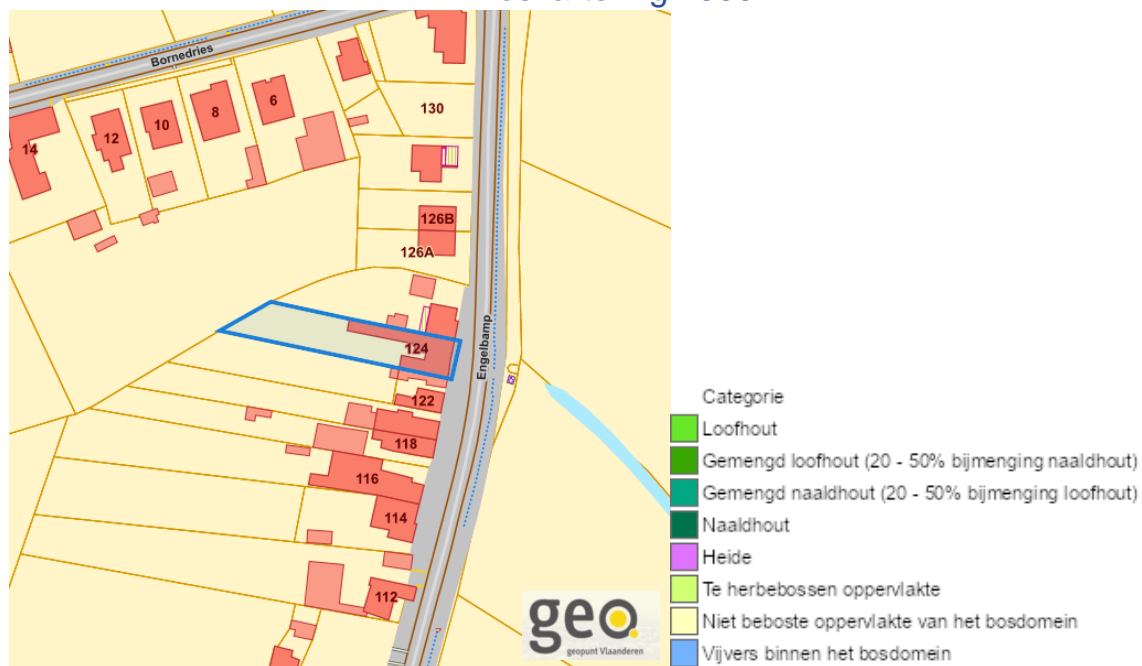 Bornedries
130
6
8
10
12
14
126B
126A
Engelbamp
124
122
118
116
114
112
geo
geopunt Vlaanderen
Categorie
Loofhout
Gemengd loofhout (20 - 50% bijmenging naaldhout)
Gemengd naaldhout (20 - 50% bijmenging loofhout)
Naaldhout
Heide
Te herbebossen oppervlakte
Niet beboste oppervlakte van het bosdomein
Vijvers binnen het bosdomein